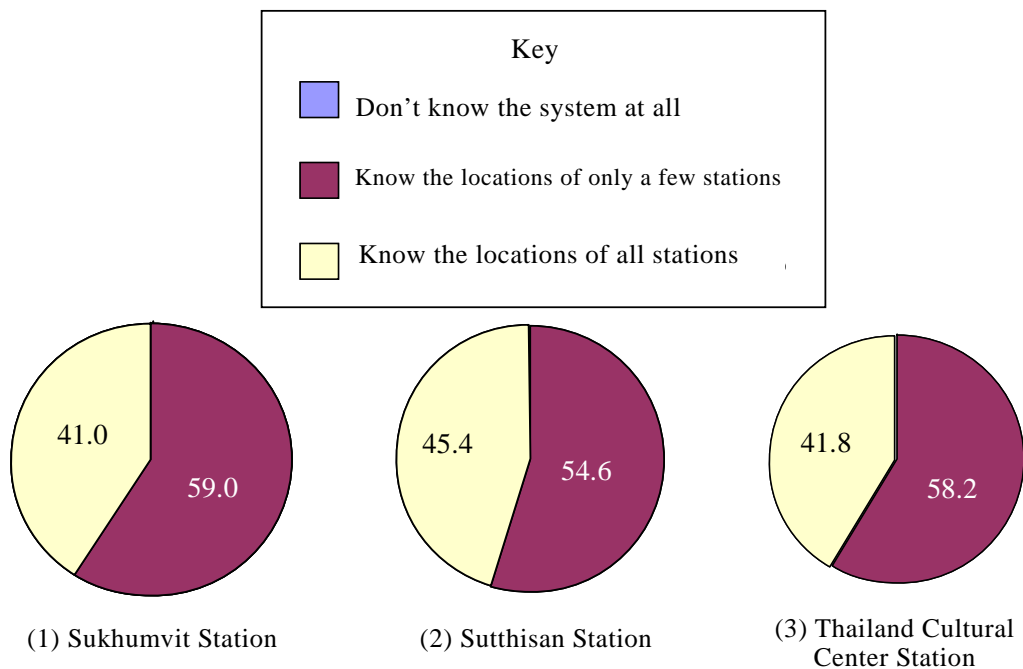 Key
Don't know the system at all
Know the locations of only a few stations
Know the locations of all stations
41.0
59.0
45.4
54.6
41.8
58.2
(1) Sukhumvit Station
(2) Sutthisan Station
(3) Thailand Cultural
Center Station